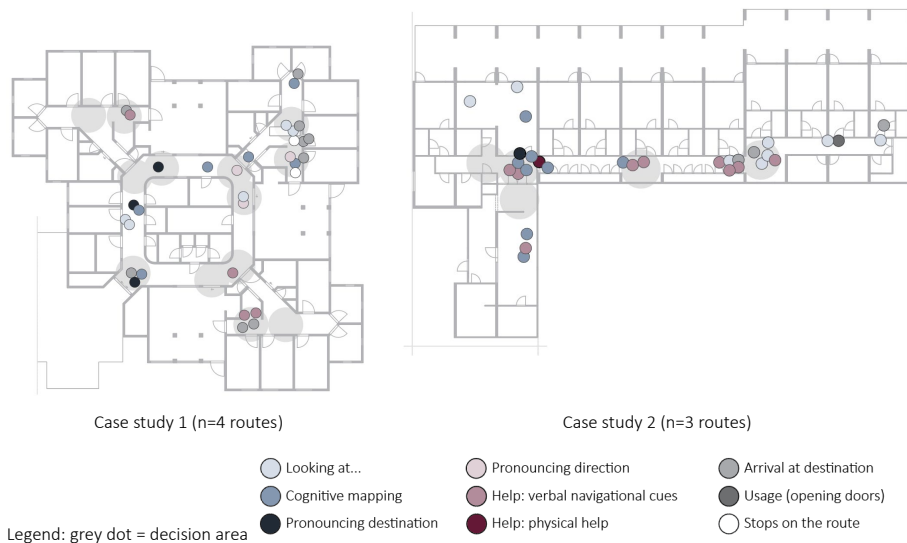 Case study 1 (n=4 routes)
Case study 2 (n=3 routes)
Looking at...
Pronouncing direction
Arrival at destination
Cognitive mapping
Help: verbal navigational cues
Usage (opening doors)
Pronouncing destination
Help: physical help
Stops on the route
Legend: grey dot = decision area